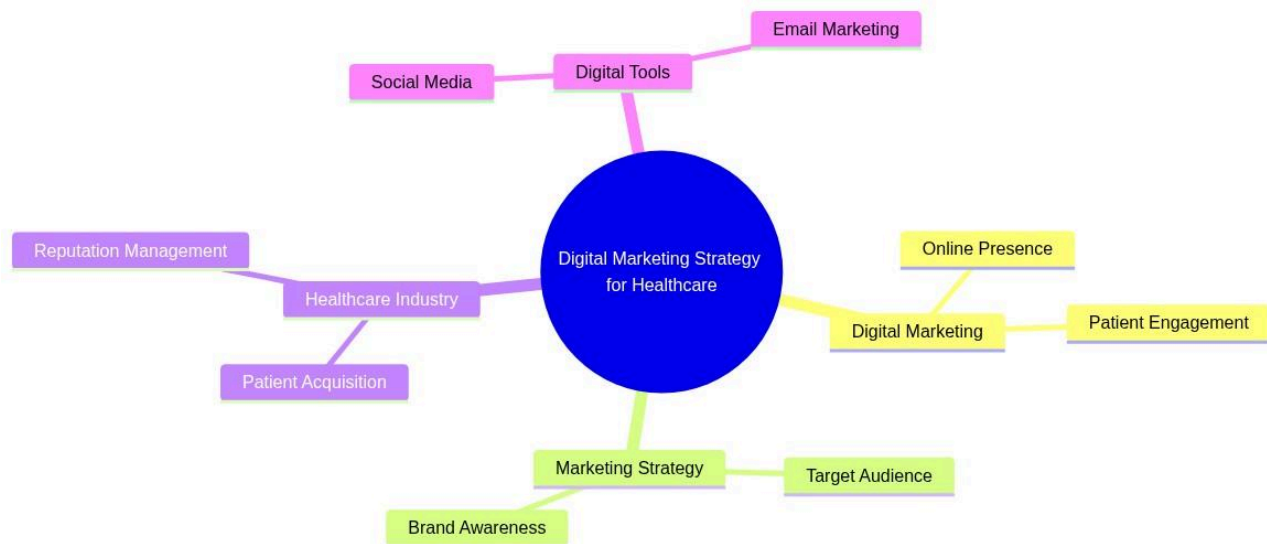 Email Marketing
Digital Tools
Social Media
Digital Marketing Strategy
for Healthcare
Reputation Management
Online Presence
Healthcare Industry
Patient Engagement
Digital Marketing
Patient Acquisition
Marketing Strategy
Target Audience
Brand Awareness